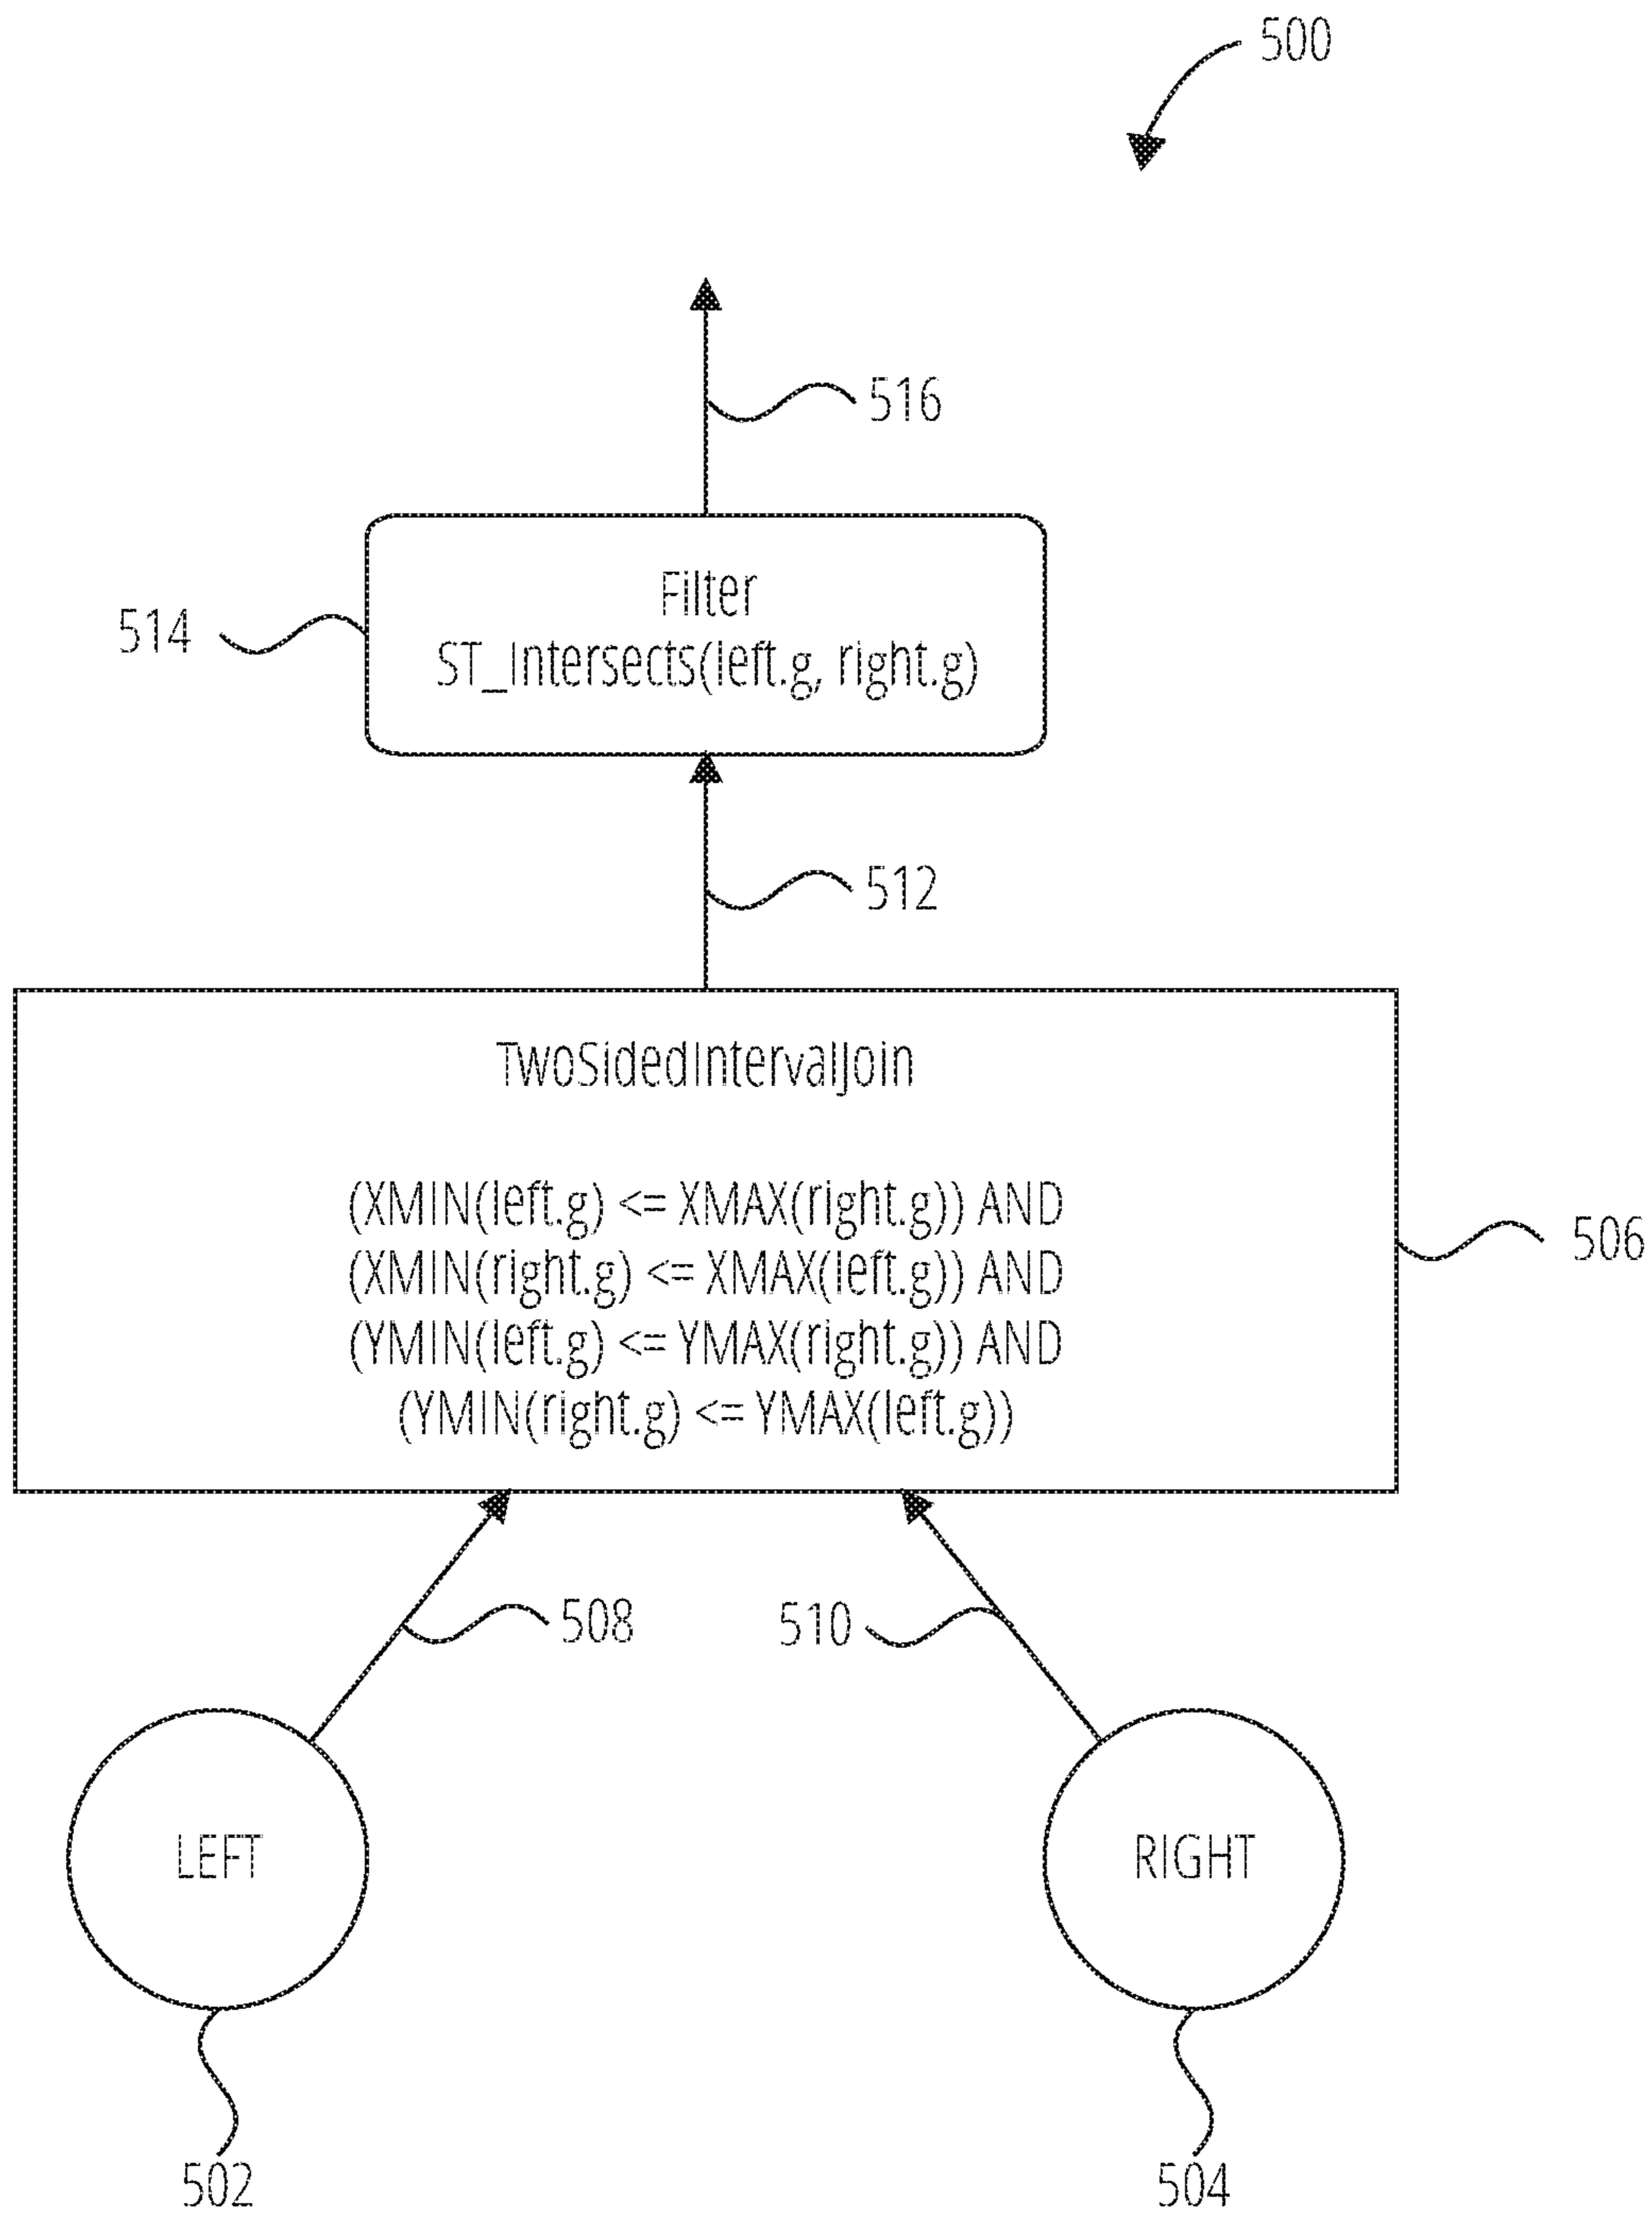 500
516
514
Filter
ST_Intersects(left.g, right.g)
512
TwoSidedIntervalJoin
(XMIN(left.g) <= XMAX(right.g)) AND
(XMIN(right.g) <= XMAX(left.g)) AND
(YMIN(left.g) <= YMAX(right.g)) AND
(YMIN(right.g) <= YMAX(left.g))
506
508
510
LEFT
RIGHT
502
504